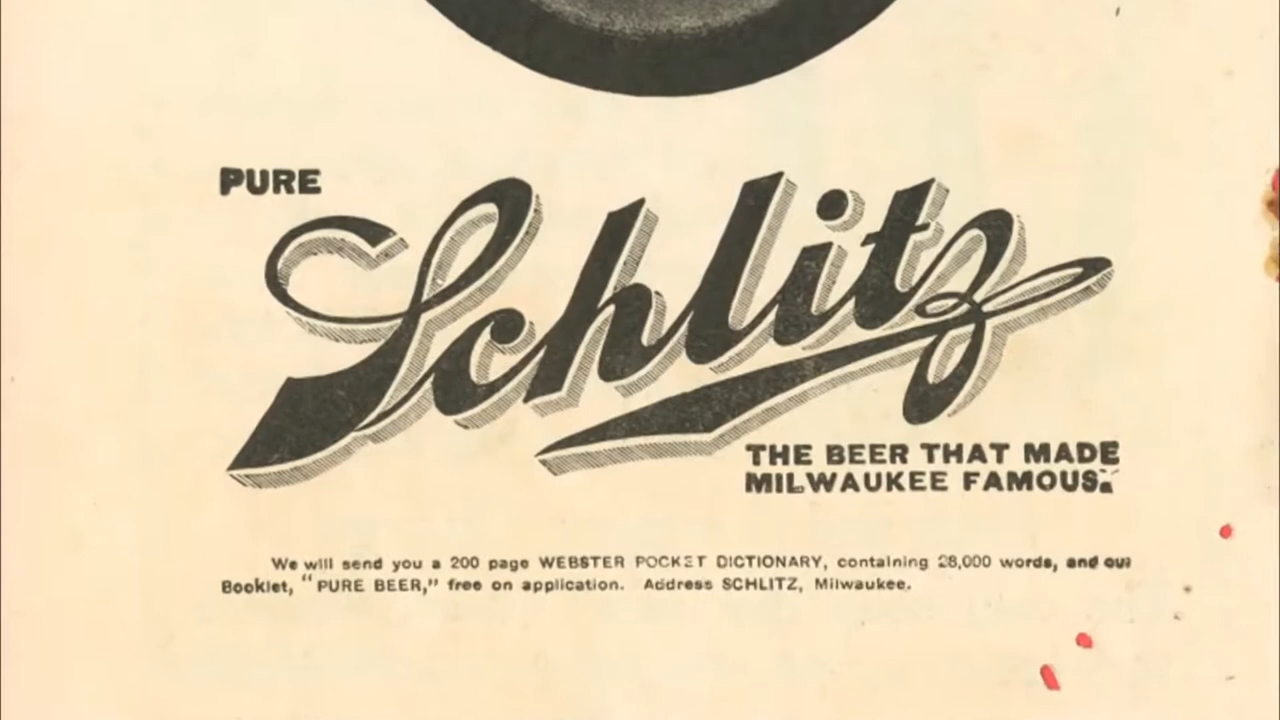 PURE
Schlitz
THE BEER THAT MADE
MILWAUKEE FAMOUS.
We will send you a 200 page WEBSTER POCKET DICTIONARY, containing 28,000 words, and our
Booklet, “PURE BEER,” free on application. Address SCHLITZ, Milwaukee.